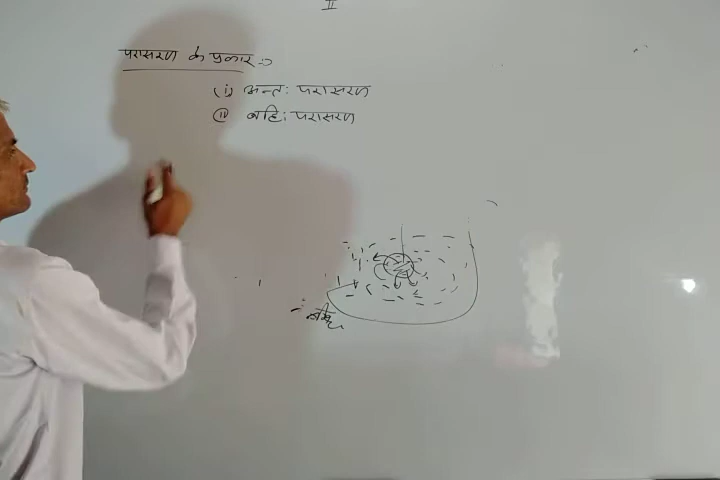 II
परासरण के प्रकार :-
(i) अन्त: परासरण
(ii) बहि: परासरण